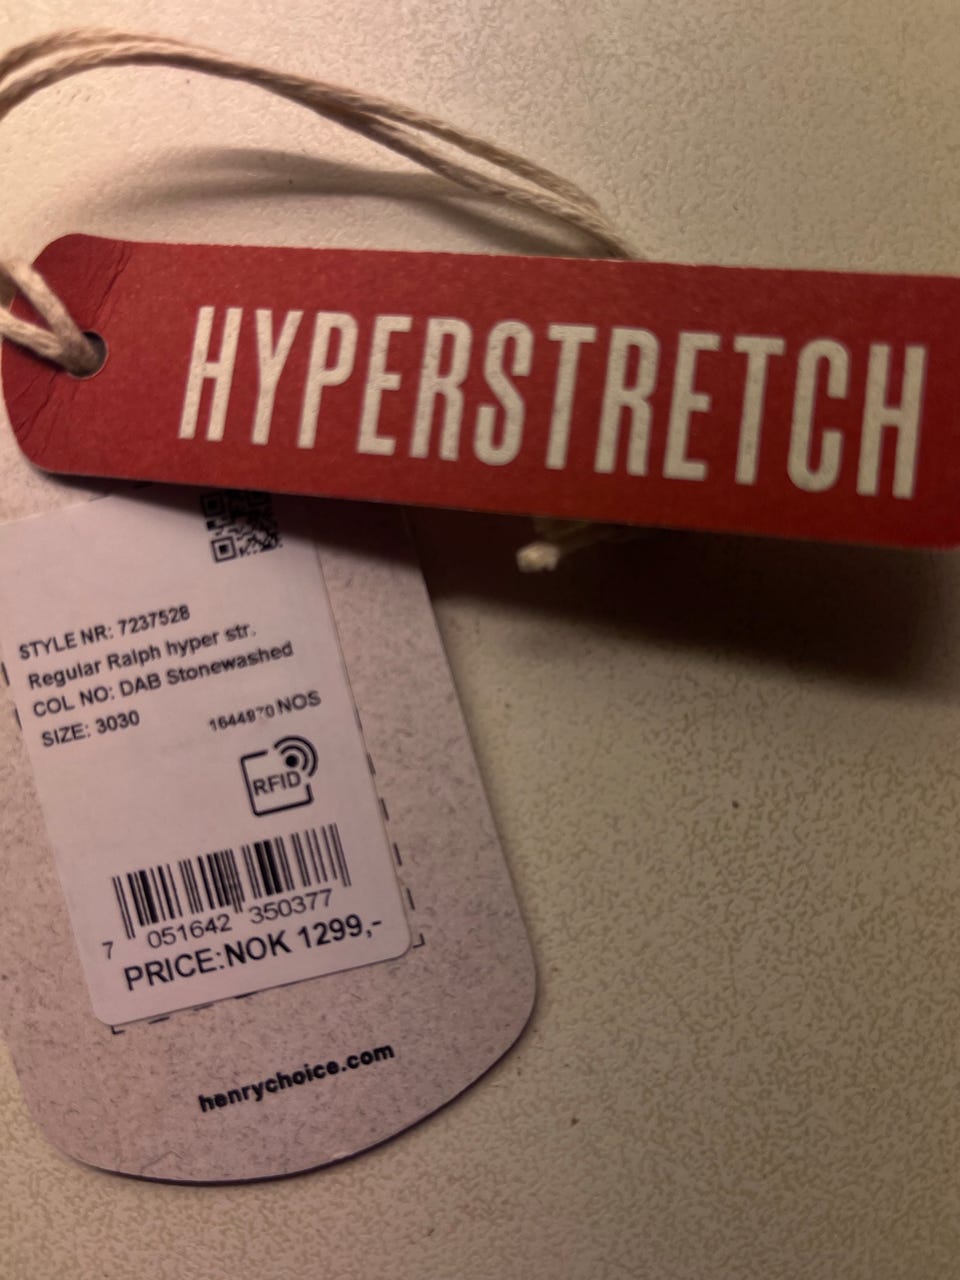 HYPERSTRETCH
STYLE NR: 7237528
Regular Ralph hyper str.
COL NO: DAB Stonewashed
SIZE: 3030
1644970 NOS
RFID
7 051642 350377
PRICE:NOK 1299,-
henrychoice.com